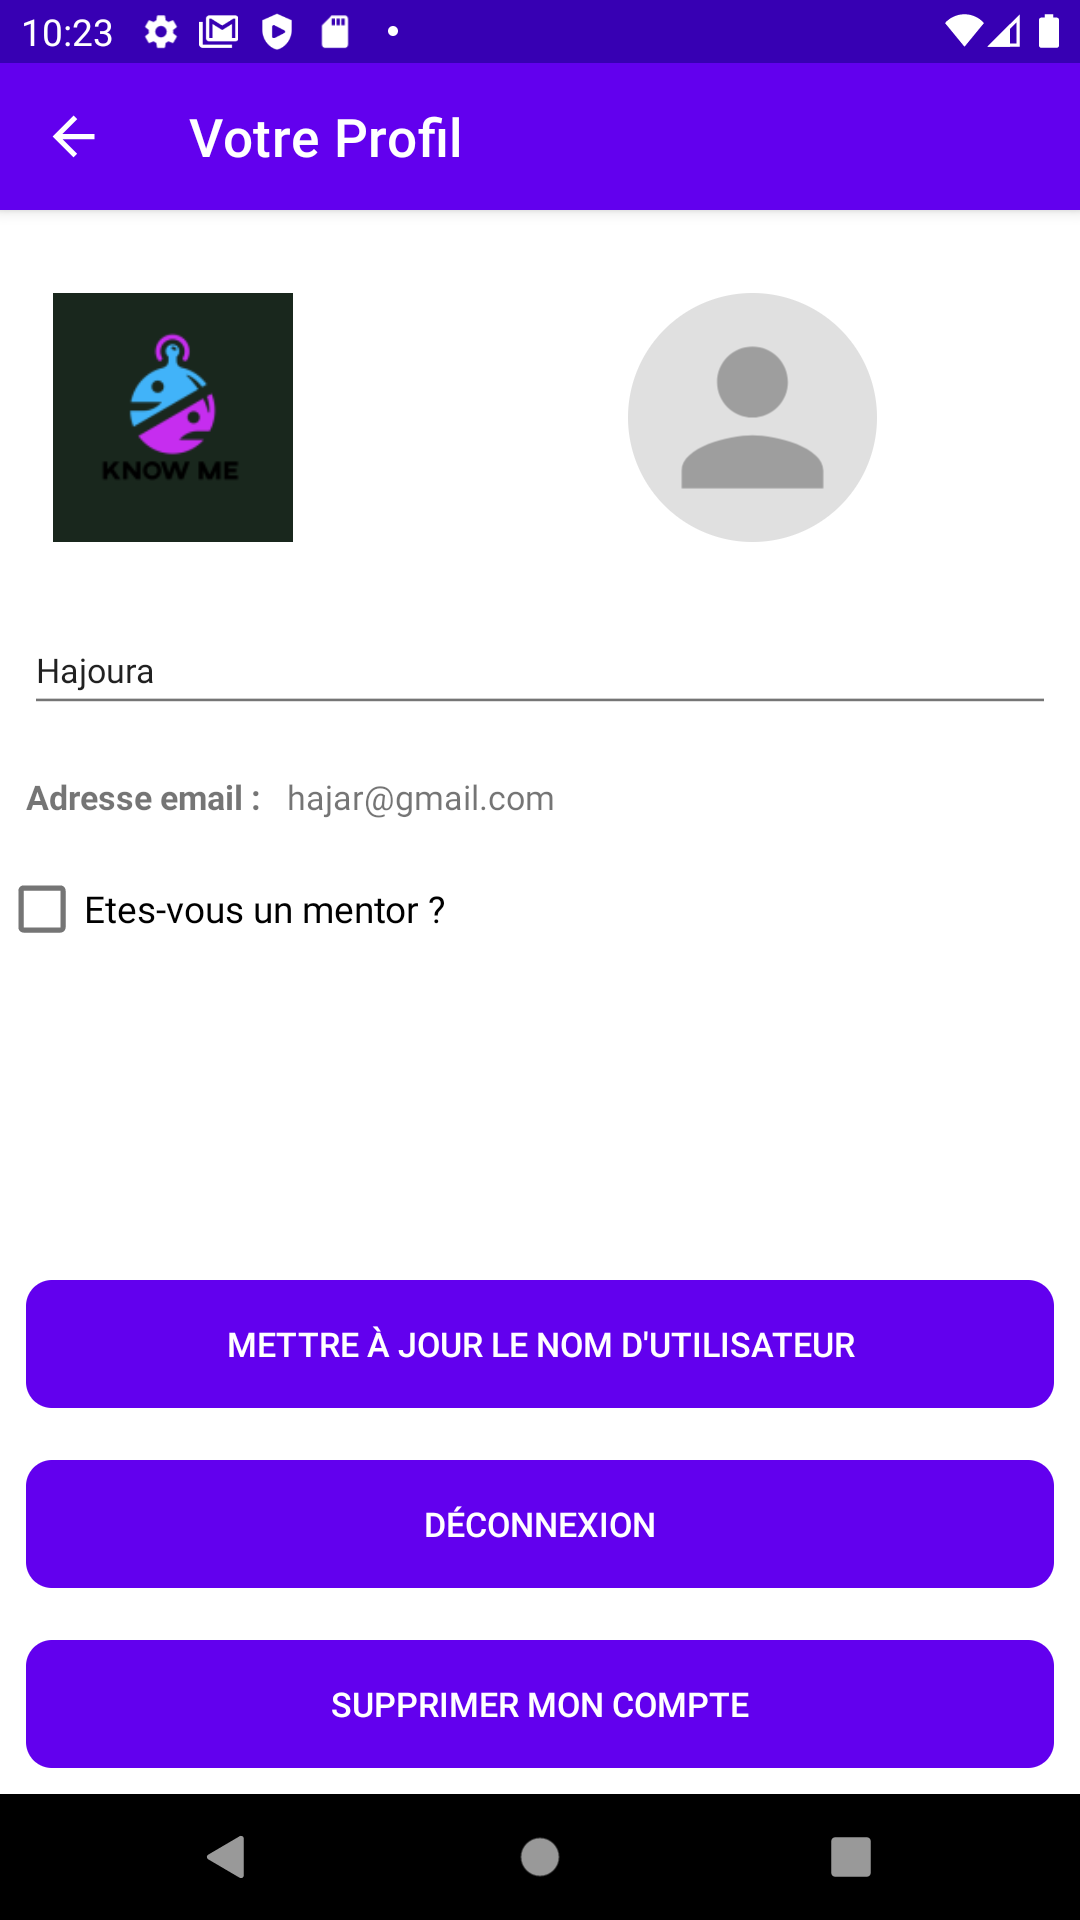 10:23
Votre Profil
KNOW ME
Hajoura
Adresse email : hajar@gmail.com
Etes-vous un mentor ?
METTRE À JOUR LE NOM D'UTILISATEUR
DÉCONNEXION
SUPPRIMER MON COMPTE